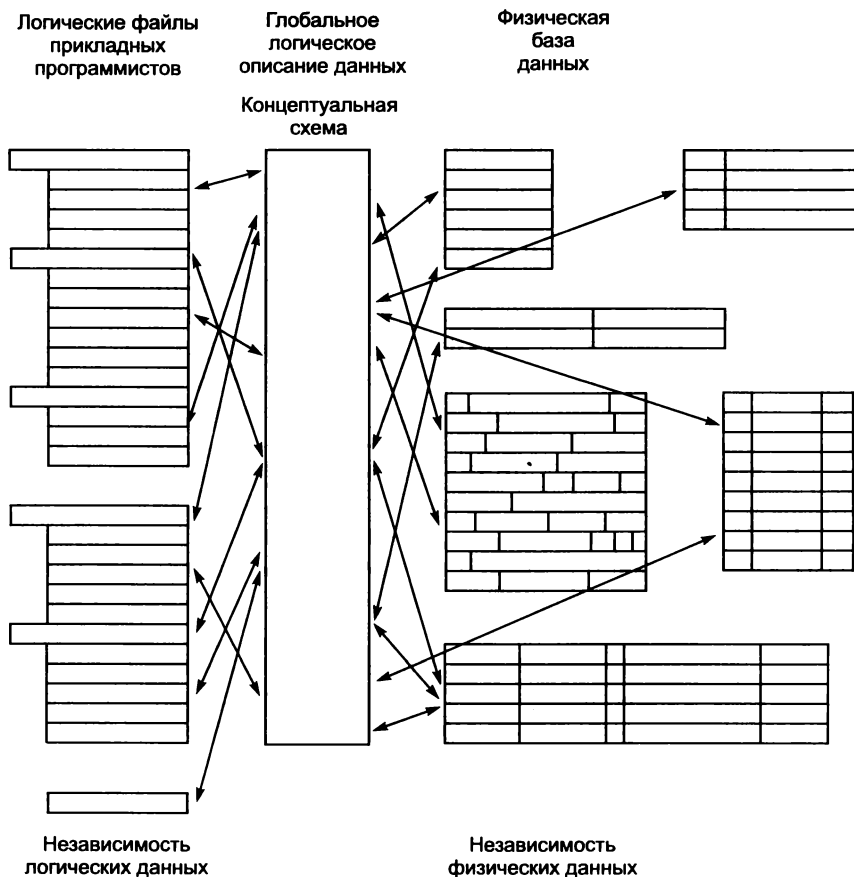 Логические файлы
прикладных
программистов
Глобальное
логическое
описание данных
Концептуальная
схема
Физическая
база
данных
Независимость
логических данных
Независимость
физических данных